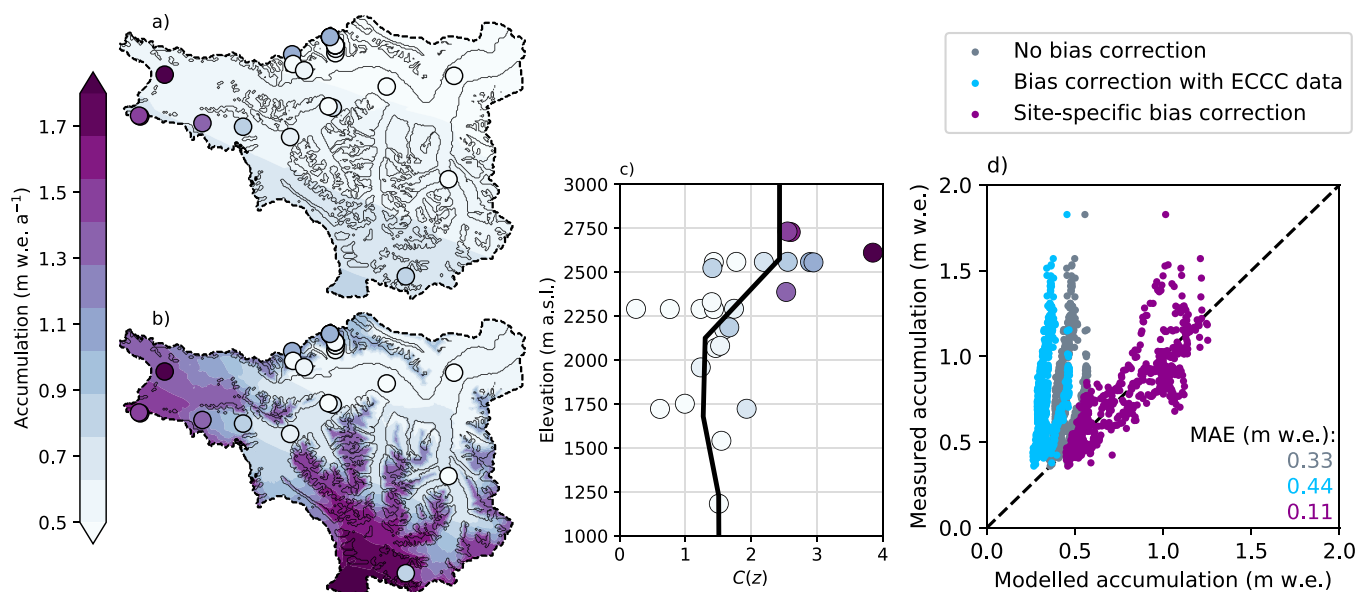 a)
b)
Accumulation (m w.e. a⁻¹)
1.7
1.5
1.3
1.1
0.9
0.7
0.5
c)
Elevation (m a.s.l.)
3000
2750
2500
2250
2000
1750
1500
1250
1000
0 1 2 3 4
C(z)
No bias correction
Bias correction with ECCC data
Site-specific bias correction
d)
Measured accumulation (m w.e.)
2.0
1.5
1.0
0.5
0.0
MAE (m w.e.):
0.33
0.44
0.11
0.0 0.5 1.0 1.5 2.0
Modelled accumulation (m w.e.)